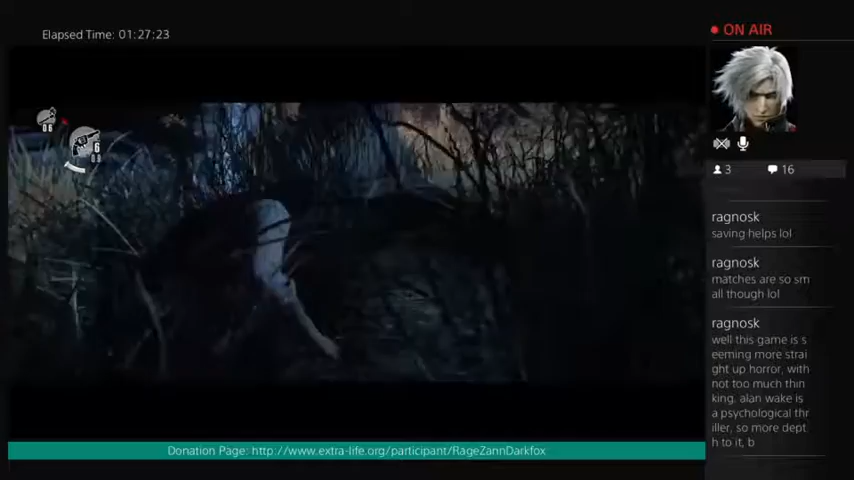 Elapsed Time: 01:27:23
ON AIR
06
6
3
16
ragnosk
saving helps lol
ragnosk
matches are so sm
all though lol
ragnosk
well this game is s
eeming more strai
ght up horror, with
not too much thin
king. alan wake is
a psychological thr
iller, so more dept
h to it, b
Donation Page: http://www.extra-life.org/participant/RageZannDarkfox